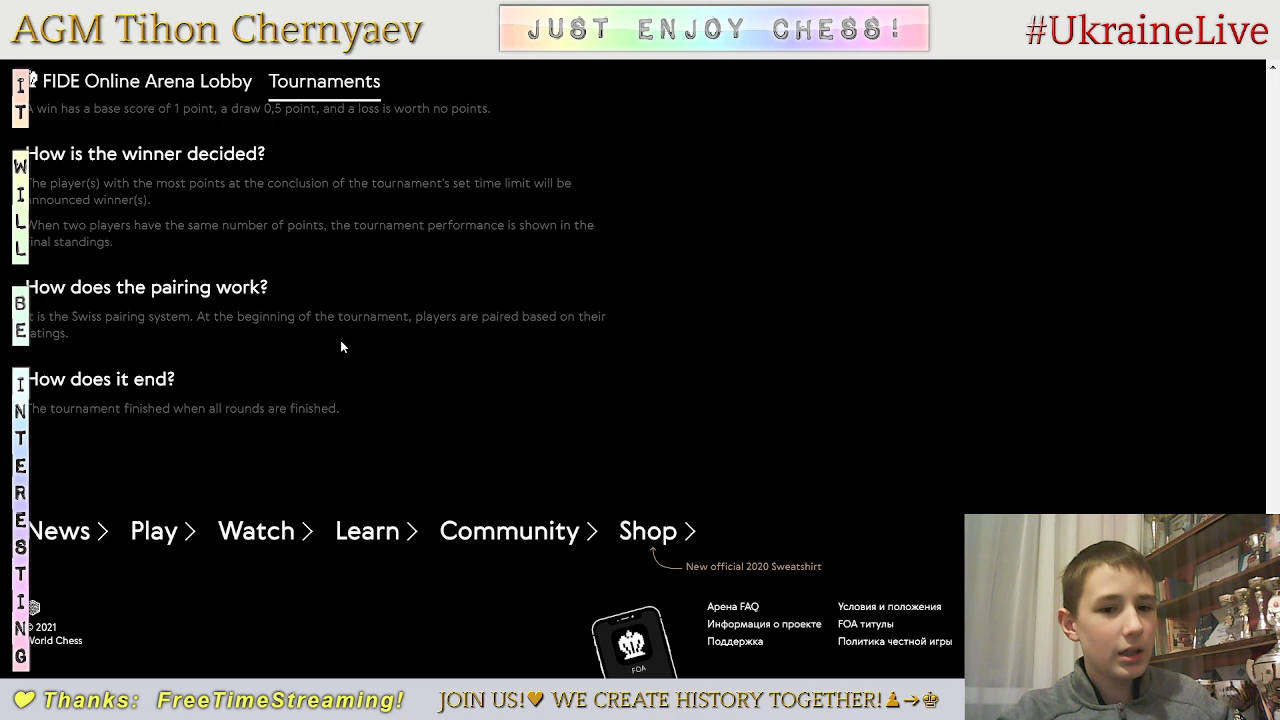 AGM Tihon Chernyaev
JUST ENJOY CHESS!
#UkraineLive
FIDE Online Arena Lobby
Tournaments
A win has a base score of 1 point, a draw 0,5 point, and a loss is worth no points.
How is the winner decided?
The player(s) with the most points at the conclusion of the tournament's set time limit will be
announced winner(s).
When two players have the same number of points, the tournament performance is shown in the
final standings.
How does the pairing work?
It is the Swiss pairing system. At the beginning of the tournament, players are paired based on their
ratings.
How does it end?
The tournament finished when all rounds are finished.
IT
WILL
BE
INTERESTING
News
Play
Watch
Learn
Community
Shop
New official 2020 Sweatshirt
© 2021
World Chess
FOA
Арена FAQ
Информация о проекте
Поддержка
Условия и положения
FOA титулы
Политика честной игры
Thanks: FreeTimeStreaming!
JOIN US!🧡 WE CREATE HISTORY TOGETHER!♟→♚